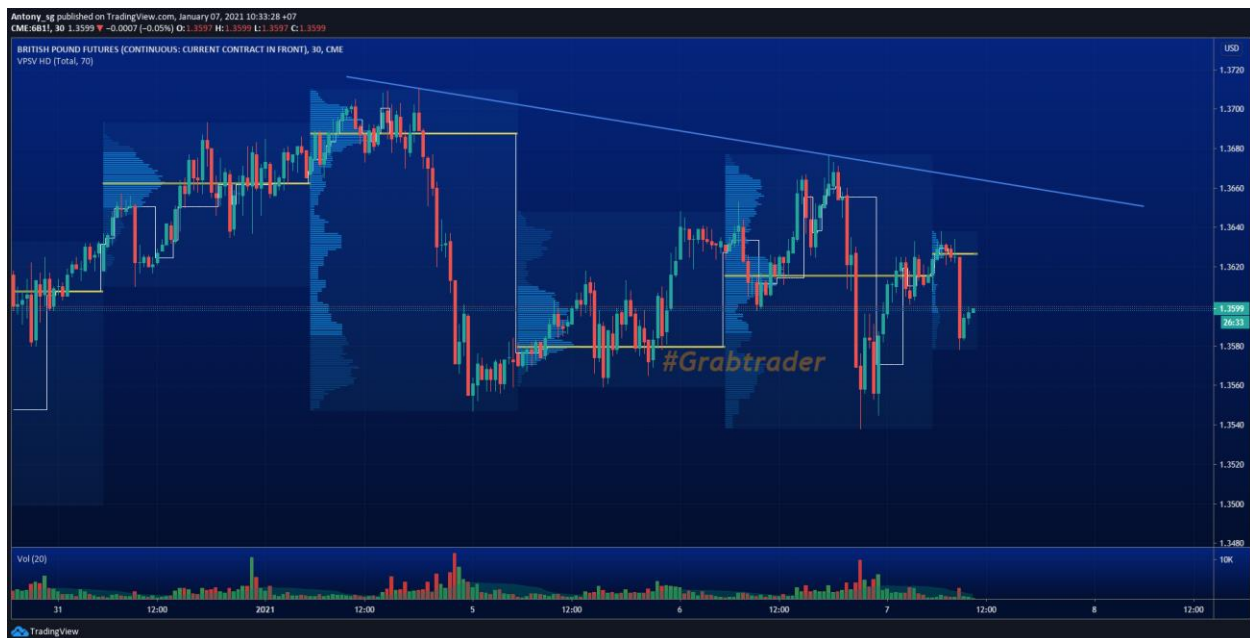 Antony_sg published on TradingView.com, January 07, 2021 10:33:28 +07
CME:6B1!, 30 1.3599 ▼ −0.0007 (−0.05%) O:1.3597 H:1.3599 L:1.3597 C:1.3599
BRITISH POUND FUTURES (CONTINUOUS: CURRENT CONTRACT IN FRONT), 30, CME
VPSV HD (Total, 70)
USD
1.3720
1.3700
1.3680
1.3660
1.3640
1.3620
1.3599
26:33
1.3580
#Grabtrader
1.3560
1.3540
1.3520
1.3500
1.3480
Vol (20)
10K
31 12:00 2021 12:00 5 12:00 6 12:00 7 12:00 8 12:00
TradingView